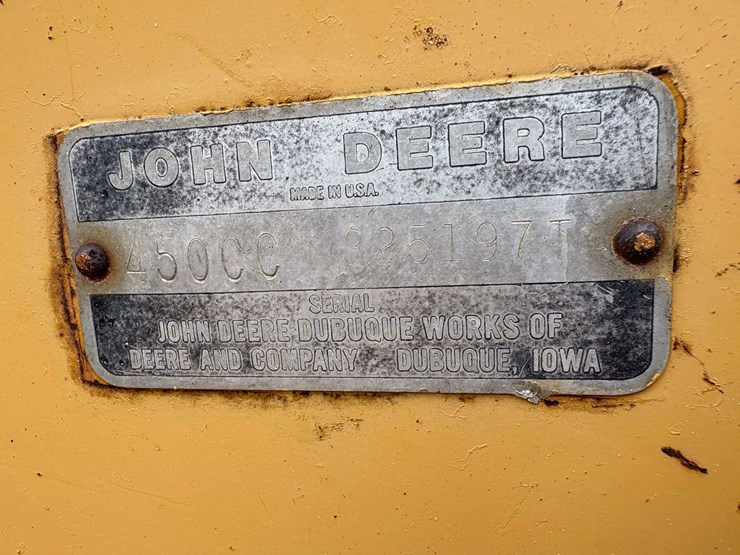 JOHN DEERE
MADE IN U.S.A.
450CC 325197T
SERIAL
JOHN DEERE DUBUQUE WORKS OF
DEERE AND COMPANY DUBUQUE, IOWA